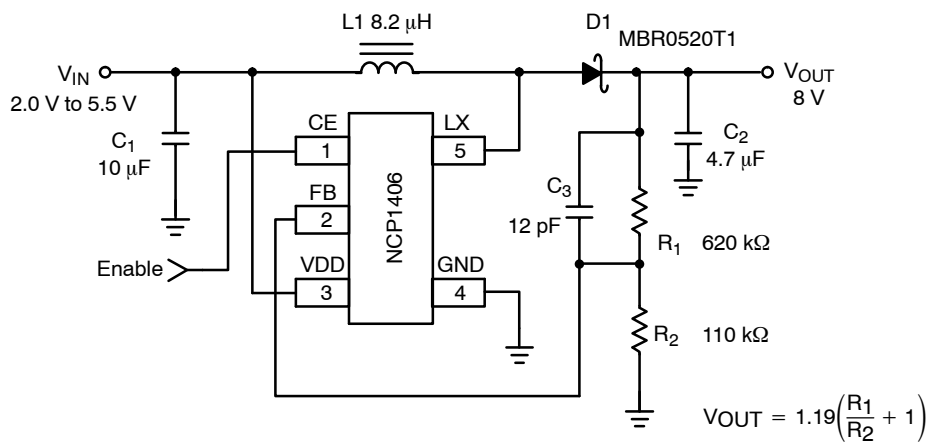 L1 8.2 μH
D1
MBR0520T1
VIN
2.0 V to 5.5 V
VOUT
8 V
C1
10 μF
CE
1
LX
5
C2
4.7 μF
FB
2
NCP1406
C3
12 pF
R1 620 kΩ
Enable
VDD
3
GND
4
R2 110 kΩ
VOUT = 1.19(R1/R2 + 1)